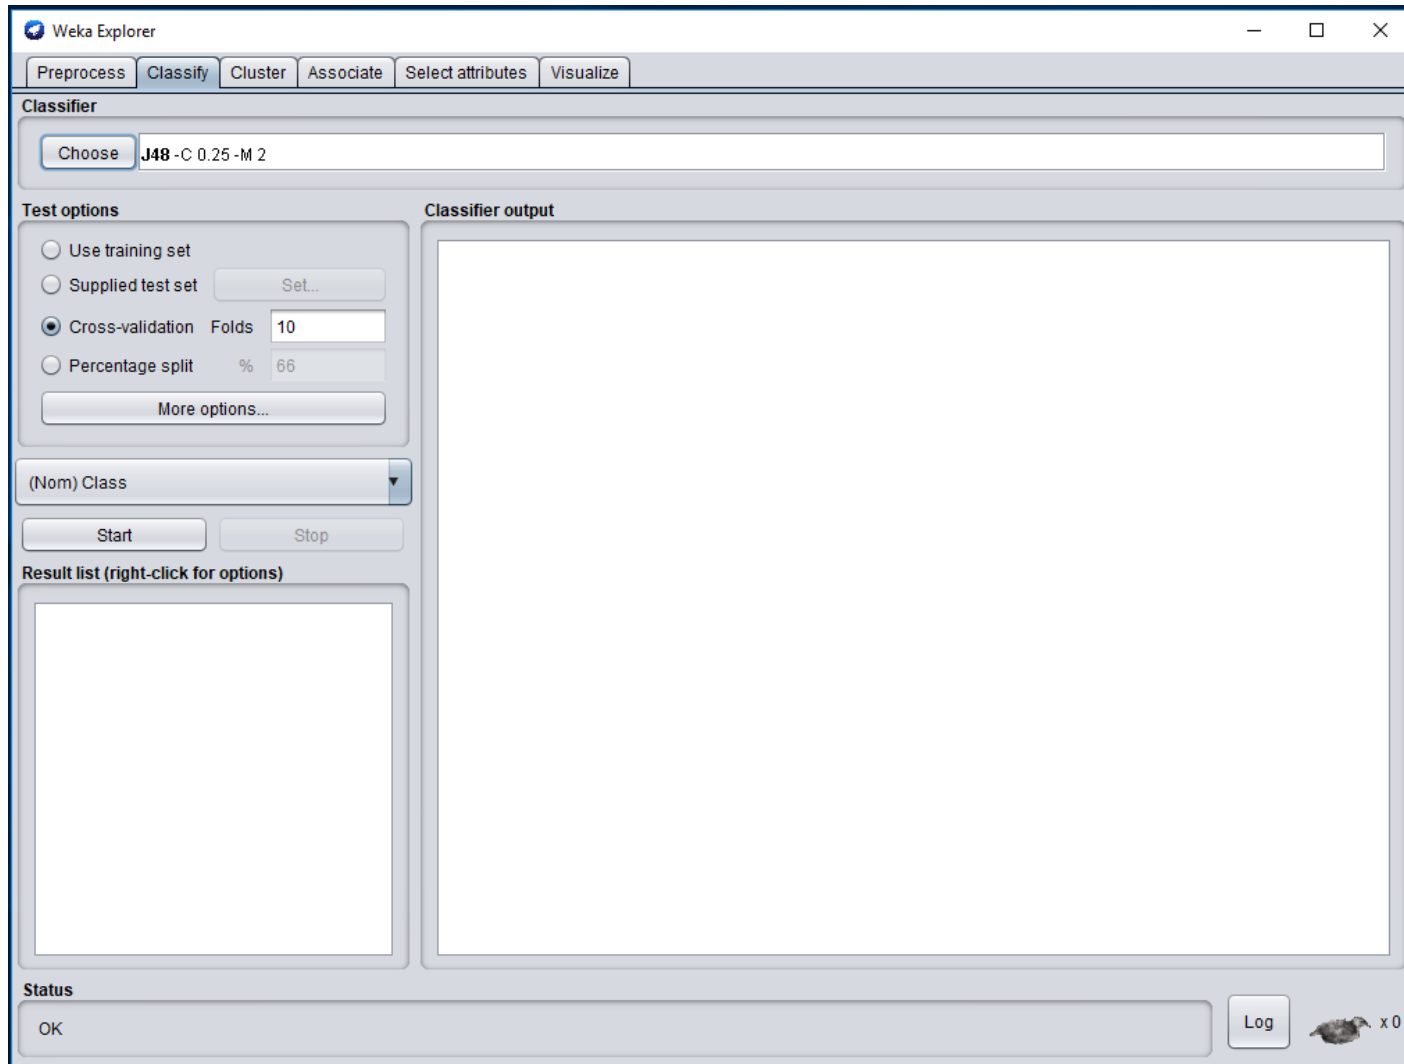 Weka Explorer
Preprocess Classify Cluster Associate Select attributes Visualize
Classifier
Choose J48 -C 0.25 -M 2
Test options
Use training set
Supplied test set Set...
Cross-validation Folds 10
Percentage split % 66
More options...
(Nom) Class
Start Stop
Result list (right-click for options)
Classifier output
Status
OK
Log x 0